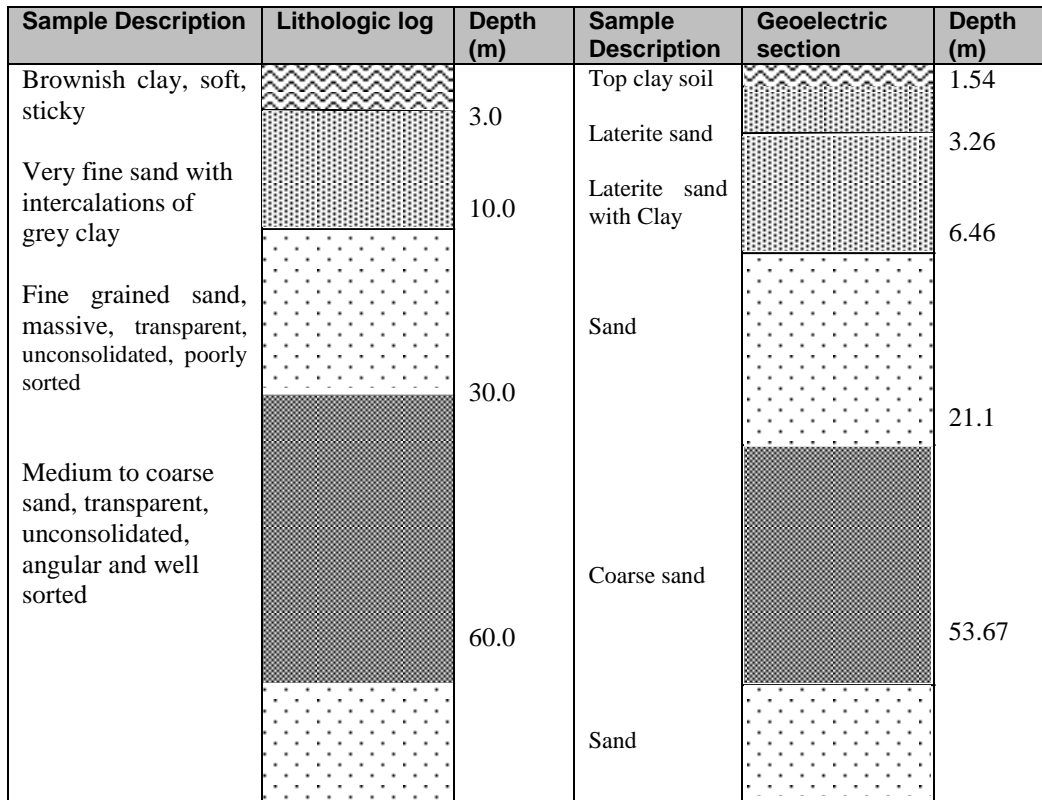 Sample Description
Lithologic log
Depth
(m)
Sample
Description
Geoelectric
section
Depth
(m)
Brownish clay, soft,
sticky
Very fine sand with
intercalations of
grey clay
Fine grained sand,
massive, transparent,
unconsolidated, poorly
sorted
Medium to coarse
sand, transparent,
unconsolidated,
angular and well
sorted
3.0
10.0
30.0
60.0
Top clay soil
Laterite sand
Laterite sand
with Clay
Sand
Coarse sand
Sand
1.54
3.26
6.46
21.1
53.67